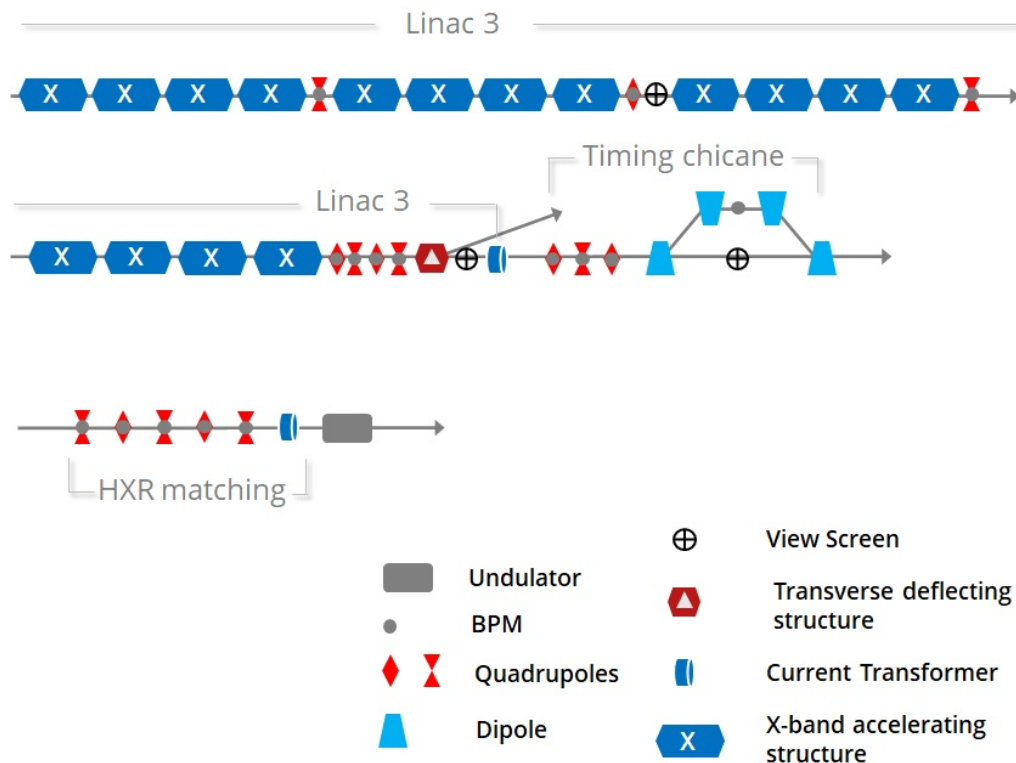 Linac 3
X X X X X X X X X X X X
Timing chicane
Linac 3
X X X X
HXR matching
View Screen
Undulator
Transverse deflecting
structure
BPM
Quadrupoles
Current Transformer
Dipole
X-band accelerating
structure
X